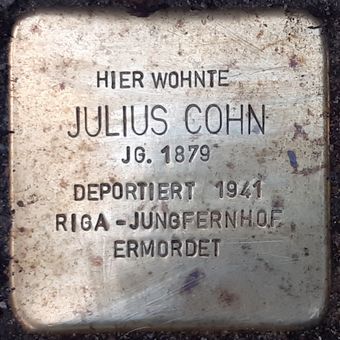 HIER WOHNTE
JULIUS COHN
JG. 1879
DEPORTIERT 1941
RIGA-JUNGFERNHOF
ERMORDET